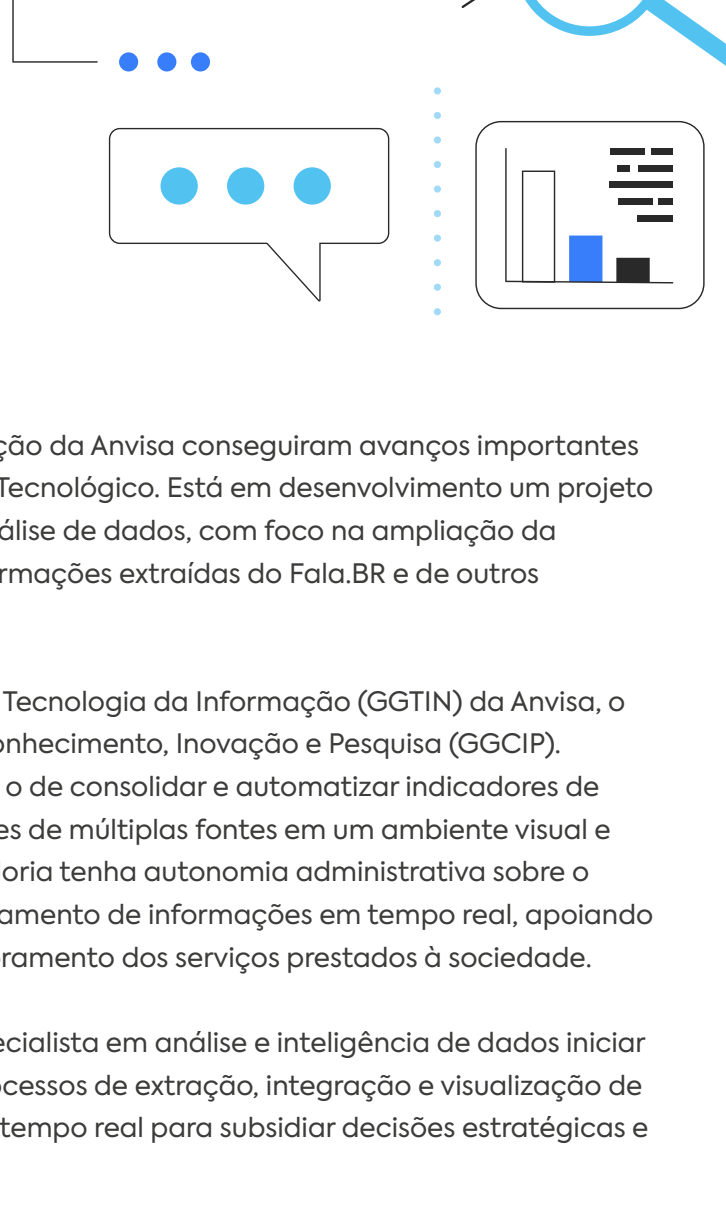 ção da Anvisa conseguiram avanços importantes
Tecnológico. Está em desenvolvimento um projeto
álise de dados, com foco na ampliação da
rmações extraídas do Fala.BR e de outros
Tecnologia da Informação (GGTIN) da Anvisa, o
onhecimento, Inovação e Pesquisa (GGCIP).
o de consolidar e automatizar indicadores de
es de múltiplas fontes em um ambiente visual e
doria tenha autonomia administrativa sobre o
amento de informações em tempo real, apoiando
oramento dos serviços prestados à sociedade.
ecialista em análise e inteligência de dados iniciar
ocessos de extração, integração e visualização de
tempo real para subsidiar decisões estratégicas e